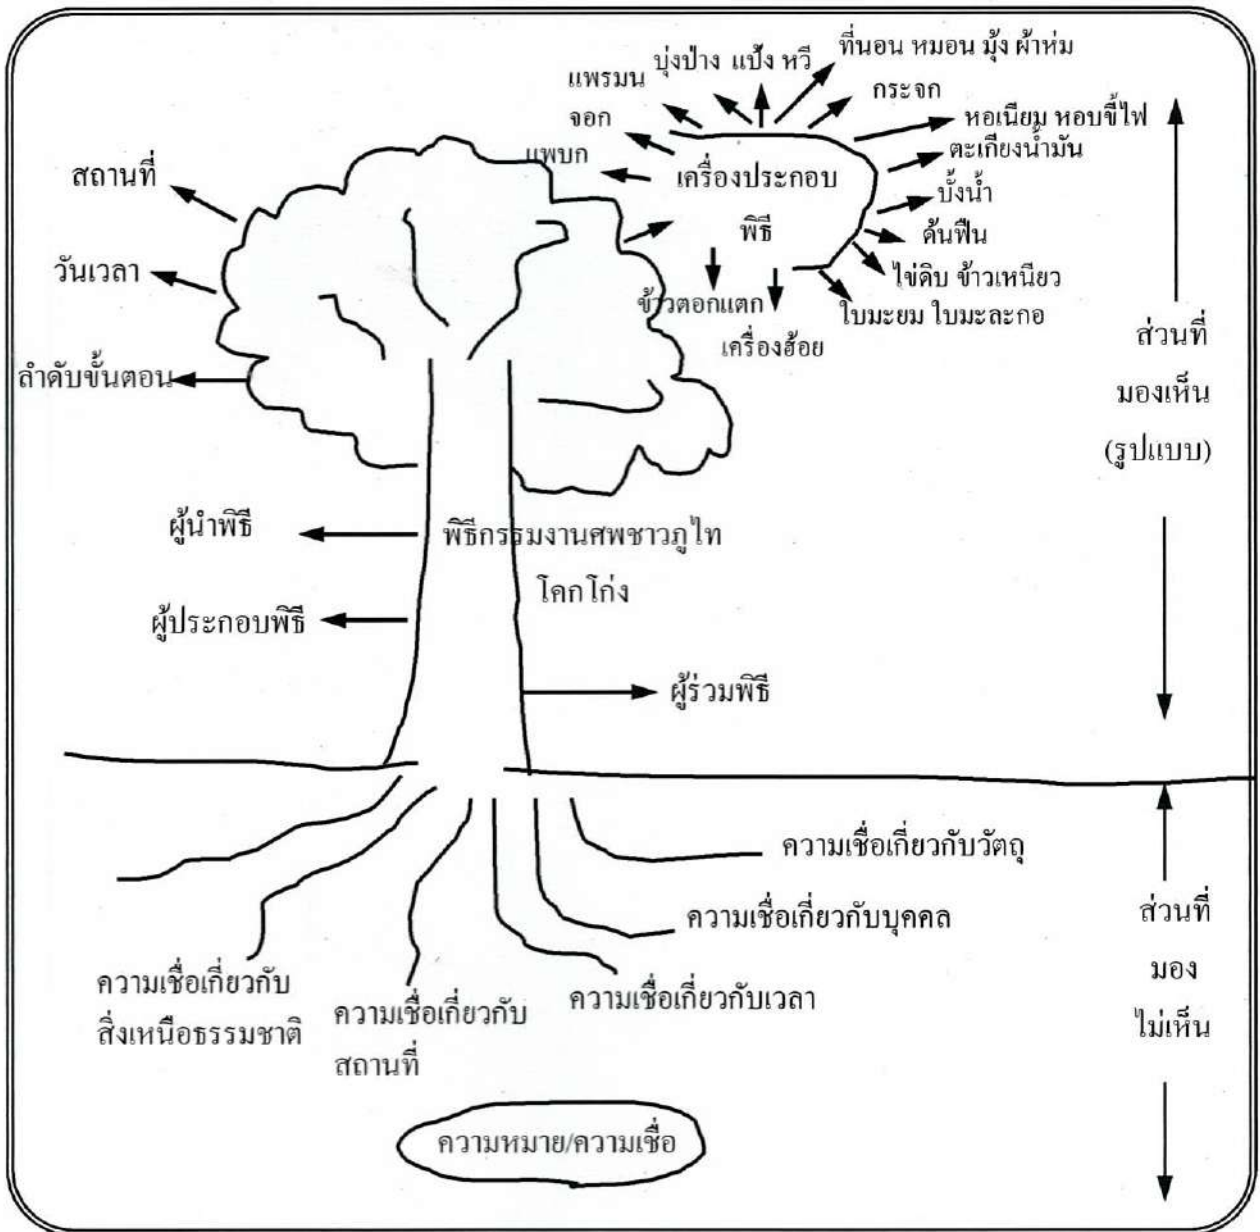 ที่นอน หมอน มุ้ง ผ้าห่ม
บุ่งป่าง แป้ง หวี
แพรมน
กระจก
จอก
หอเนียม หอบขี้ไฟ
แพบก
ตะเกียงน้ำมัน
เครื่องประกอบ
พิธี
สถานที่
บั้งน้ำ
ด้นฟืน
วันเวลา
ไข่ดิบ ข้าวเหนียว
ข้าวตอกแตก
ใบมะยม ใบมะละกอ
เครื่องฮ้อย
ลำดับขั้นตอน
ส่วนที่
มองเห็น
(รูปแบบ)
ผู้นำพิธี
พิธีกรรมงานศพชาวภูไท
โคกโก่ง
ผู้ประกอบพิธี
ผู้ร่วมพิธี
ความเชื่อเกี่ยวกับวัตถุ
ความเชื่อเกี่ยวกับบุคคล
ความเชื่อเกี่ยวกับเวลา
ความเชื่อเกี่ยวกับ
สิ่งเหนือธรรมชาติ
ความเชื่อเกี่ยวกับ
สถานที่
ส่วนที่
มอง
ไม่เห็น
ความหมาย/ความเชื่อ